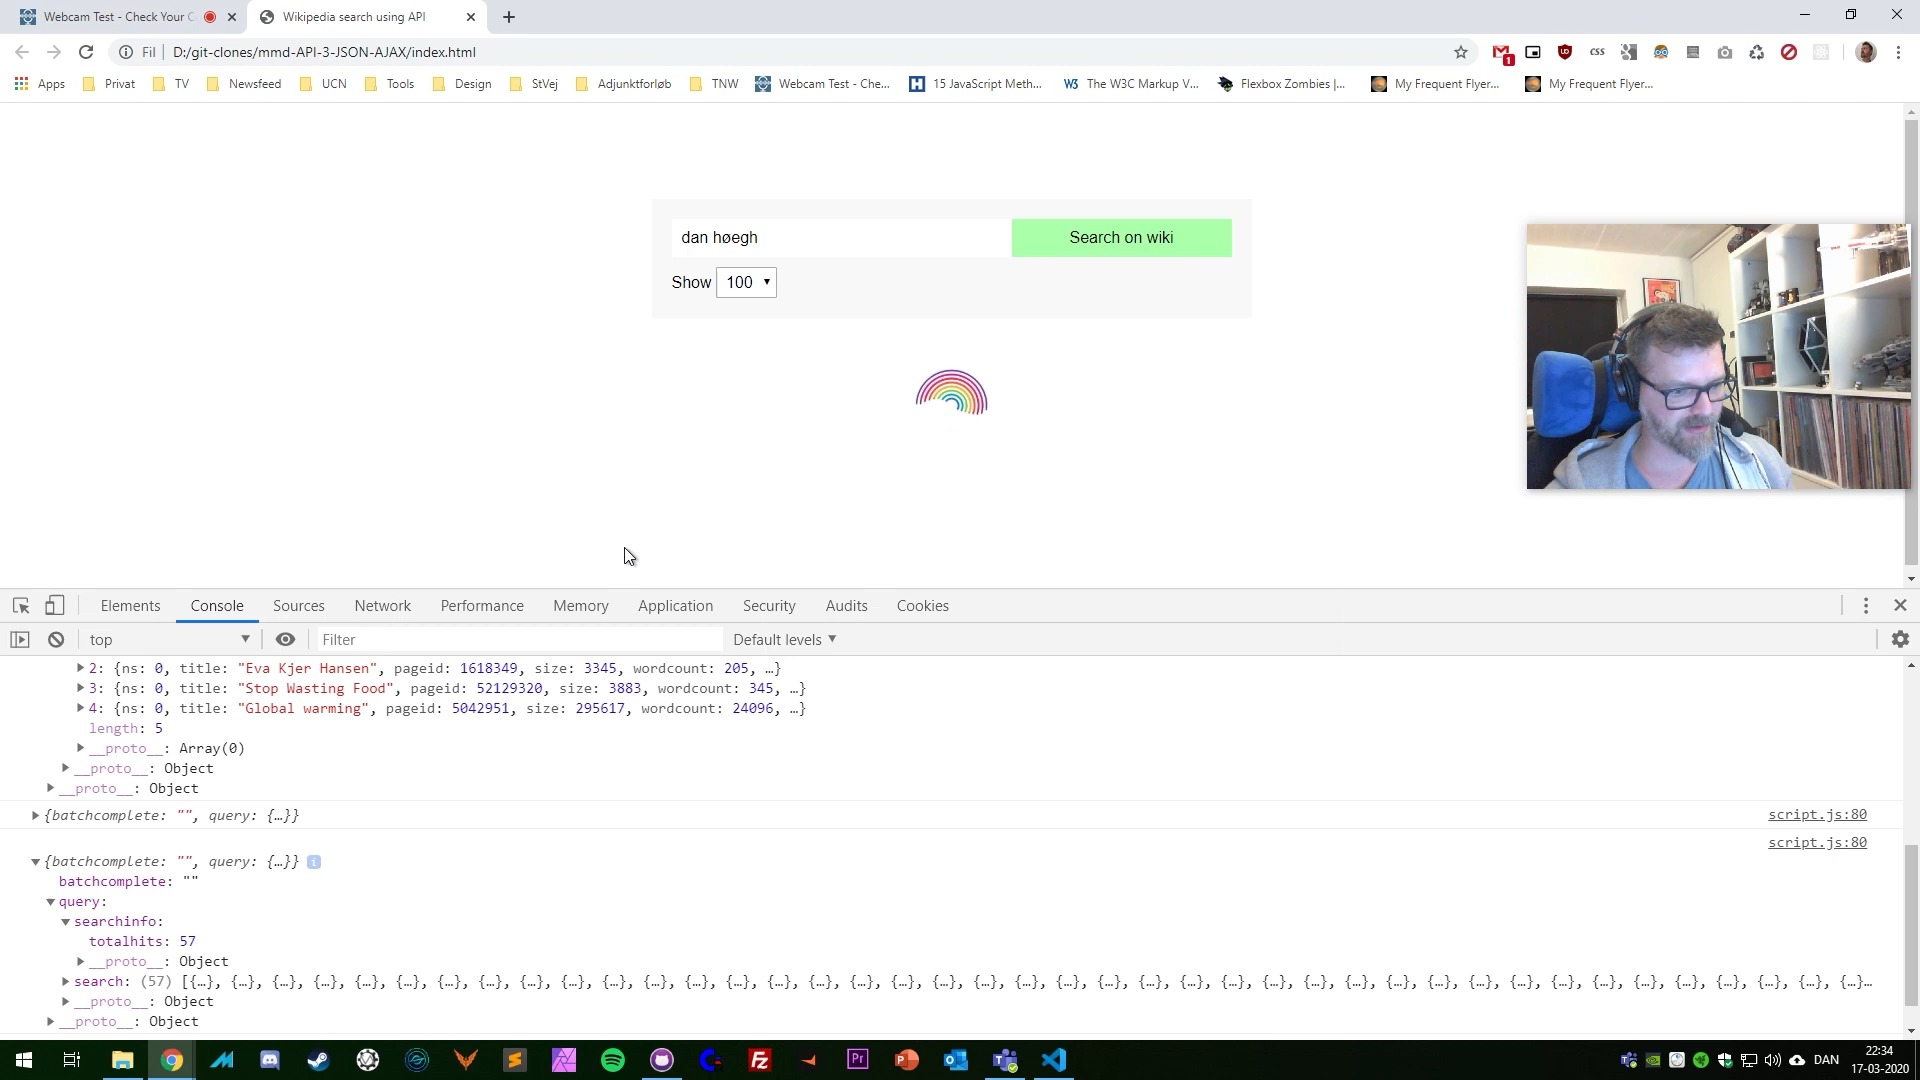 Webcam Test - Check Your C
Wikipedia search using API
Fil
D:/git-clones/mmd-API-3-JSON-AJAX/index.html
1
css
Apps
Privat
TV
Newsfeed
UCN
Tools
Design
StVej
Adjunktforløb
TNW
Webcam Test - Che...
15 JavaScript Meth...
The W3C Markup V...
Flexbox Zombies |...
My Frequent Flyer...
My Frequent Flyer...
dan høegh
Search on wiki
Show 100
Elements
Console
Sources
Network
Performance
Memory
Application
Security
Audits
Cookies
top
Filter
Default levels
2: {ns: 0, title: "Eva Kjer Hansen", pageid: 1618349, size: 3345, wordcount: 205, …}
3: {ns: 0, title: "Stop Wasting Food", pageid: 52129320, size: 3883, wordcount: 345, …}
4: {ns: 0, title: "Global warming", pageid: 5042951, size: 295617, wordcount: 24096, …}
length: 5
__proto__: Array(0)
__proto__: Object
__proto__: Object
{batchcomplete: "", query: {…}}
script.js:80
script.js:80
{batchcomplete: "", query: {…}}
batchcomplete: ""
query:
searchinfo:
totalhits: 57
__proto__: Object
search: (57) [{…}, {…}, {…}, {…}, {…}, {…}, {…}, {…}, {…}, {…}, {…}, {…}, {…}, {…}, {…}, {…}, {…}, {…}, {…}, {…}, {…}, {…}, {…}, {…}, {…}, {…}, {…}, {…}, {…}, {…}, {…}, {…}, {…}, {…}, {…}, {…}, {…}, {…}, {…}, {…}, {…}…
__proto__: Object
__proto__: Object
DAN
22:34
17-03-2020